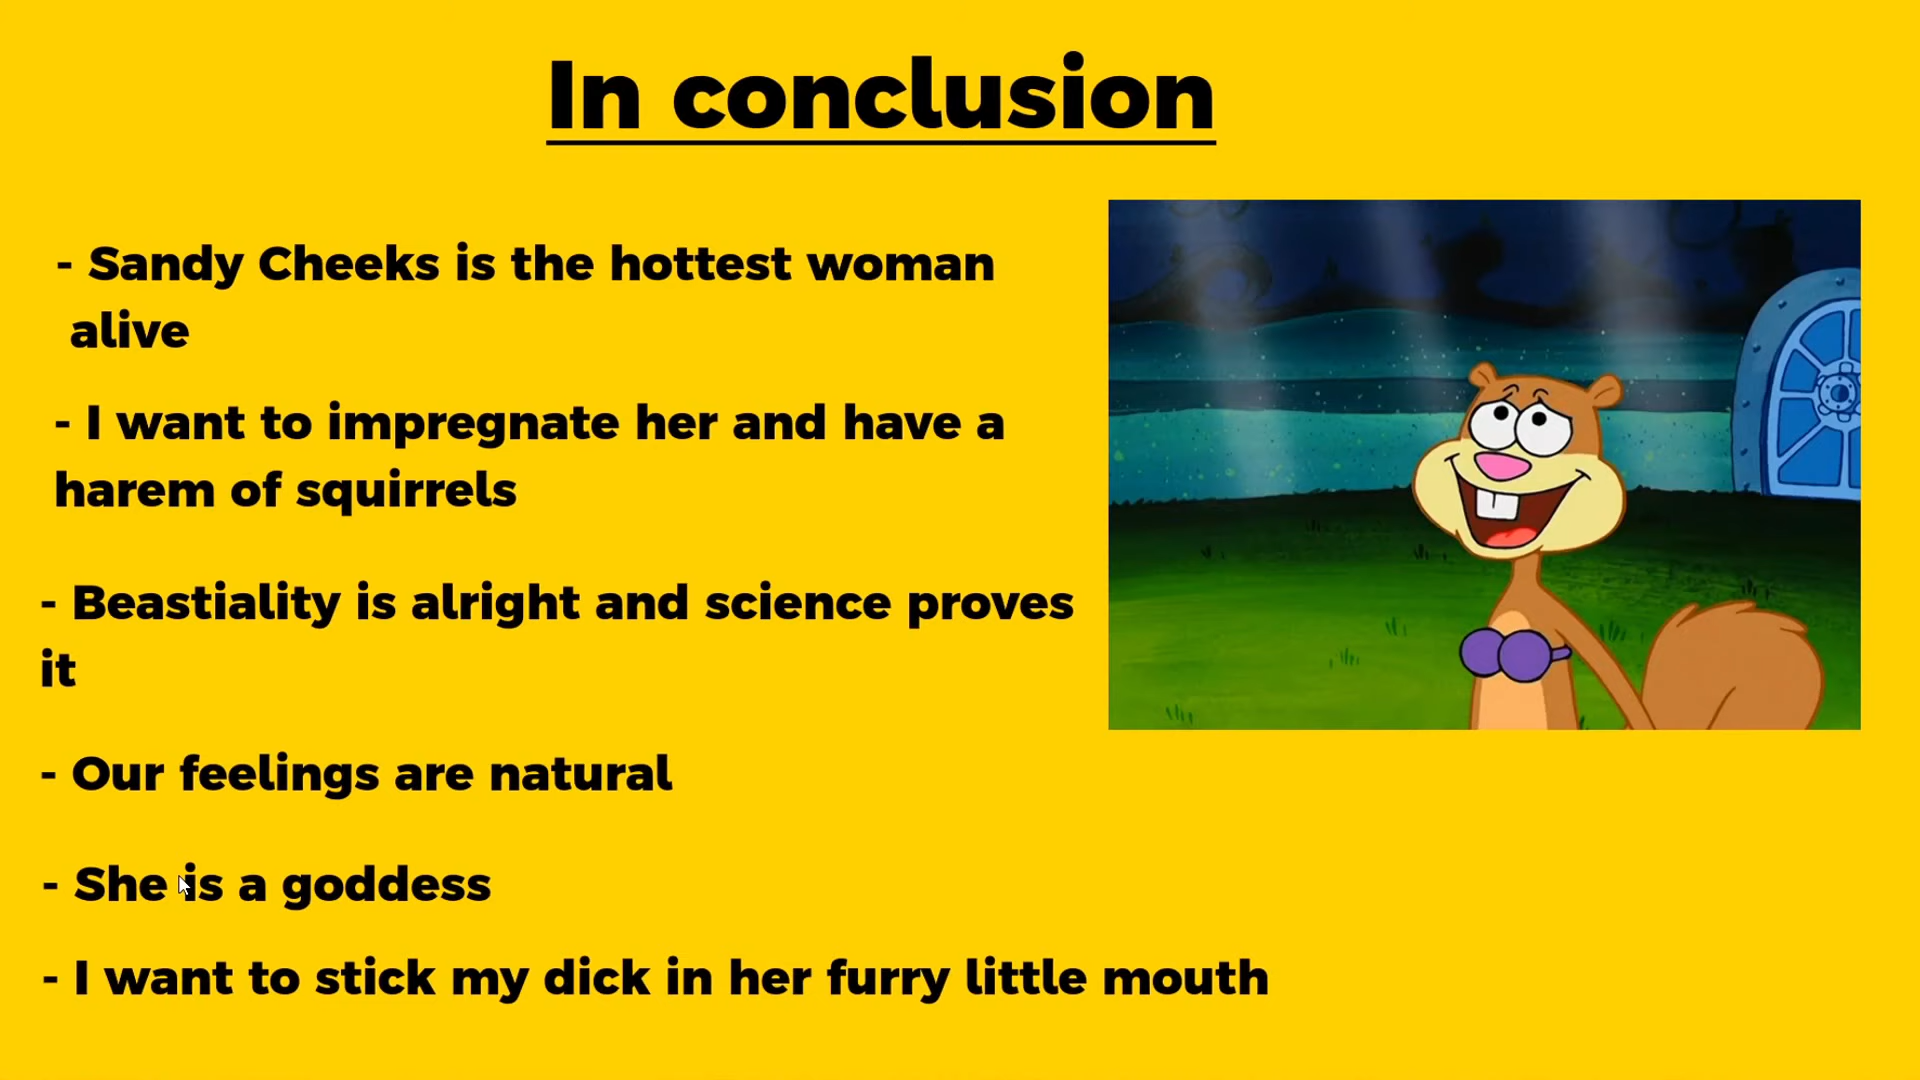 In conclusion
- Sandy Cheeks is the hottest woman
alive
- I want to impregnate her and have a
harem of squirrels
- Beastiality is alright and science proves
it
- Our feelings are natural
- She is a goddess
- I want to stick my dick in her furry little mouth